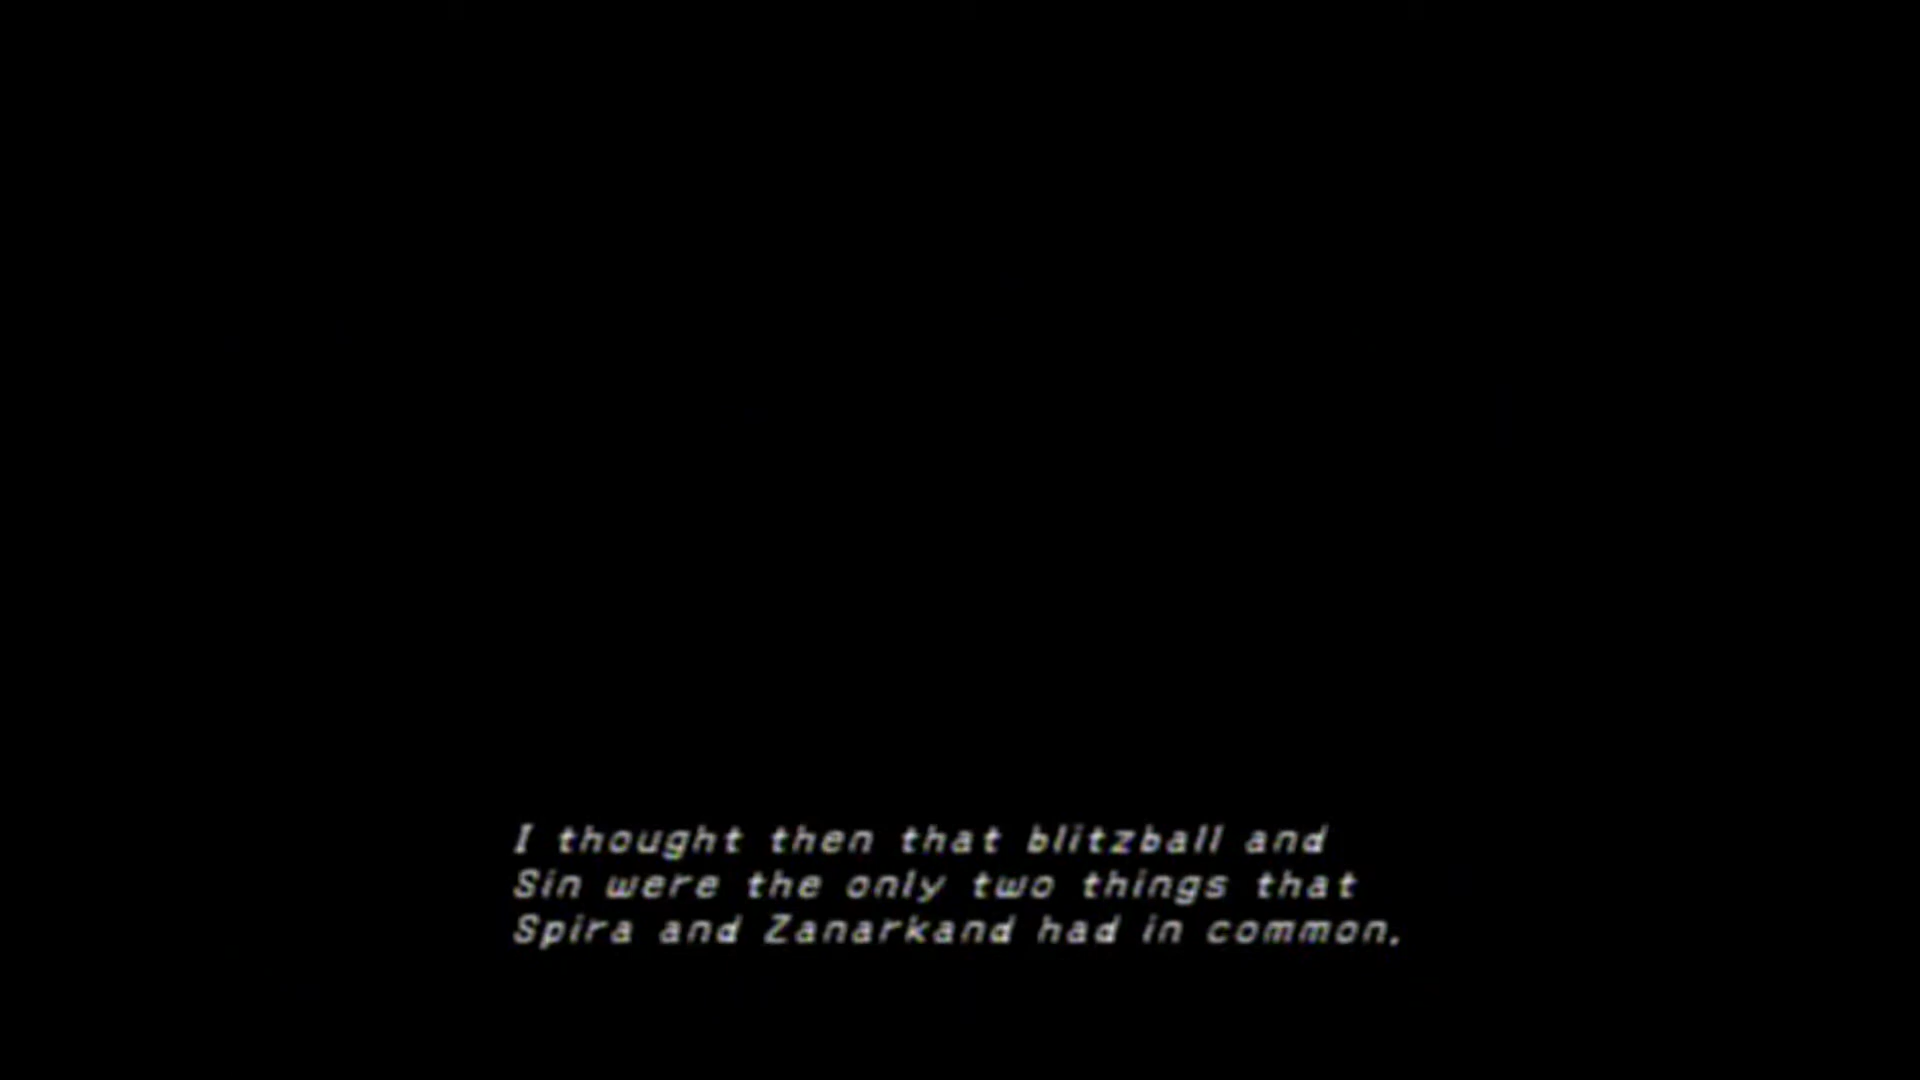 I thought then that blitzball and
Sin were the only two things that
Spira and Zanarkand had in common.